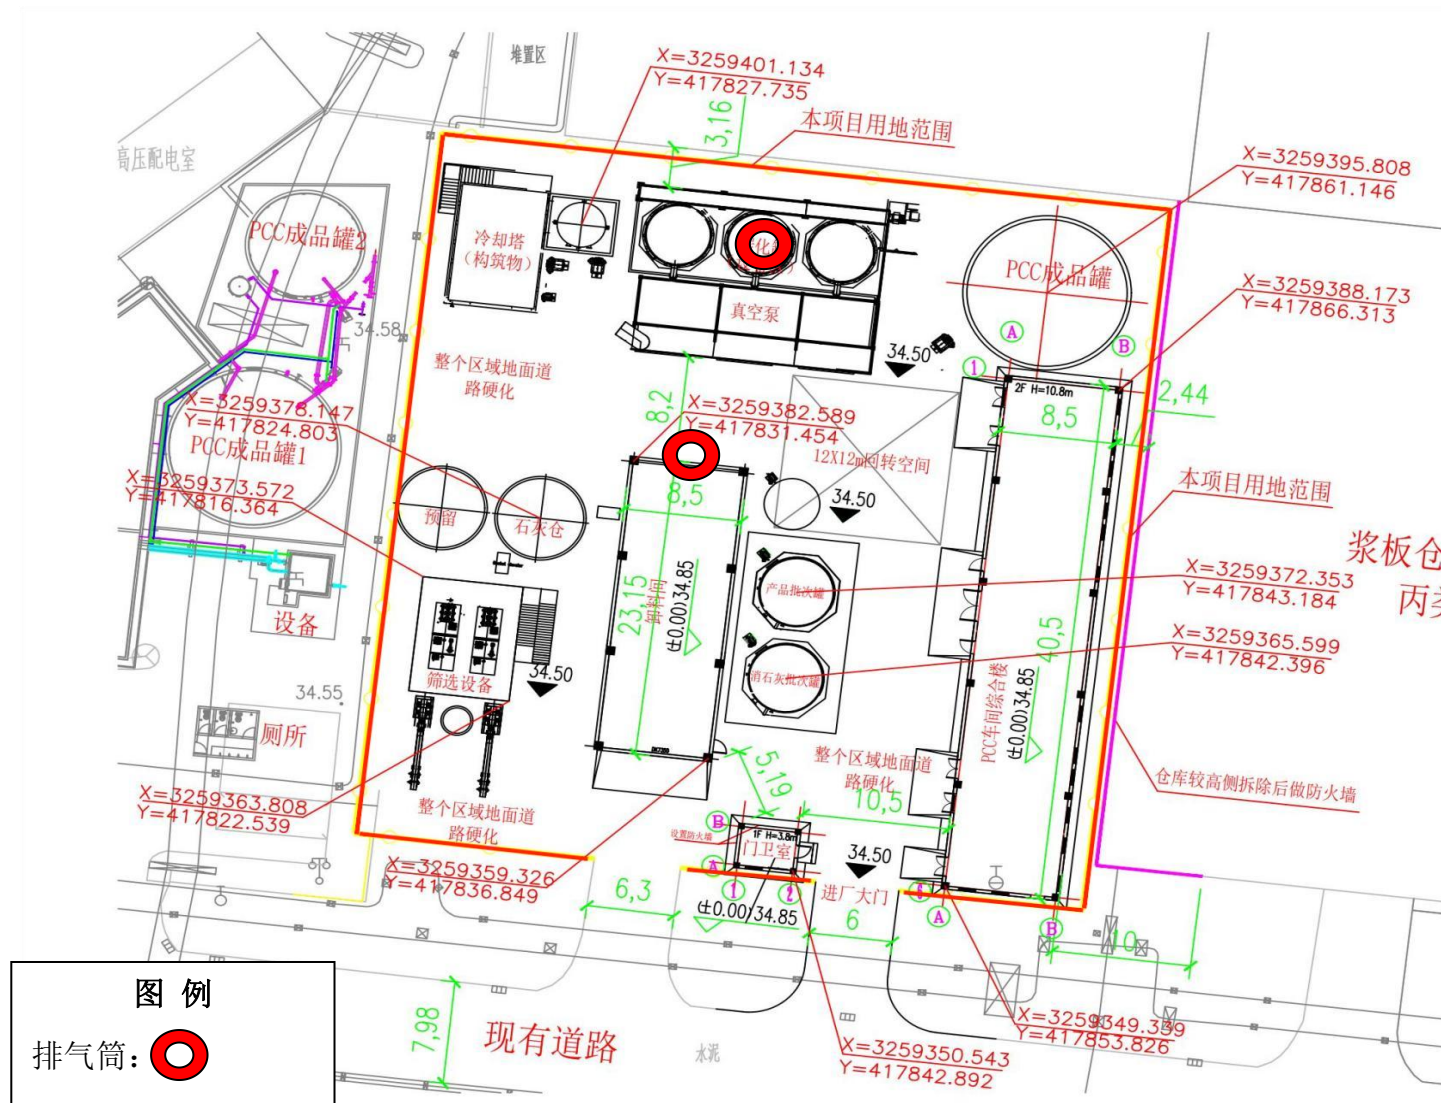 堆置区
X=3259401.134
Y=417827.735
3,16
本项目用地范围
高压配电室
X=3259395.808
Y=417861.146
PCC成品罐2
冷却塔
(构筑物)
PCC成品罐
X=3259388.173
Y=417866.313
真空泵
34.58
34.50
A
B
1
整个区域地面道
路硬化
8,2
2F H=10.8m
2,44
8,5
X=3259378.147
Y=417824.803
X=3259382.589
Y=417831.454
PCC成品罐1
12X12m回转空间
X=3259373.572
Y=417816.364
8,5
34.50
本项目用地范围
预留
石灰仓
浆板仓
丙类
X=3259372.353
Y=417843.184
产品批次罐
23,15
卸料间
(±0.00)34.85
设备
40,5
X=3259365.599
Y=417842.396
消石灰批次罐
34.50
筛选设备
34.55
PCC车间综合楼
(±0.00)34.85
厕所
5,19
整个区域地面道
路硬化
仓库较高侧拆除后做防火墙
X=3259363.808
Y=417822.539
10,5
整个区域地面道
路硬化
B
设置防火墙
1F H=3.8m
门卫室
34.50
X=3259359.326
Y=417836.849
A
1
2
6,3
(±0.00)34.85
进厂大门
6
6
A
B
10
图 例
排气筒：
7,98
现有道路
水泥
X=3259349.339
Y=417853.826
X=3259350.543
Y=417842.892